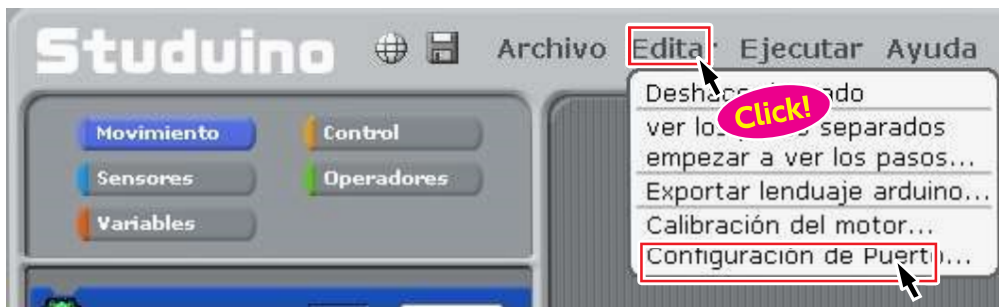 Studuino Archivo Editar Ejecutar Ayuda
Movimiento Control
Sensores Operadores
Variables
Click!
ver los separados
empezar a ver los pasos...
Exportar lenduaje arduino...
Calibración del motor...
Configuración de Puerto...